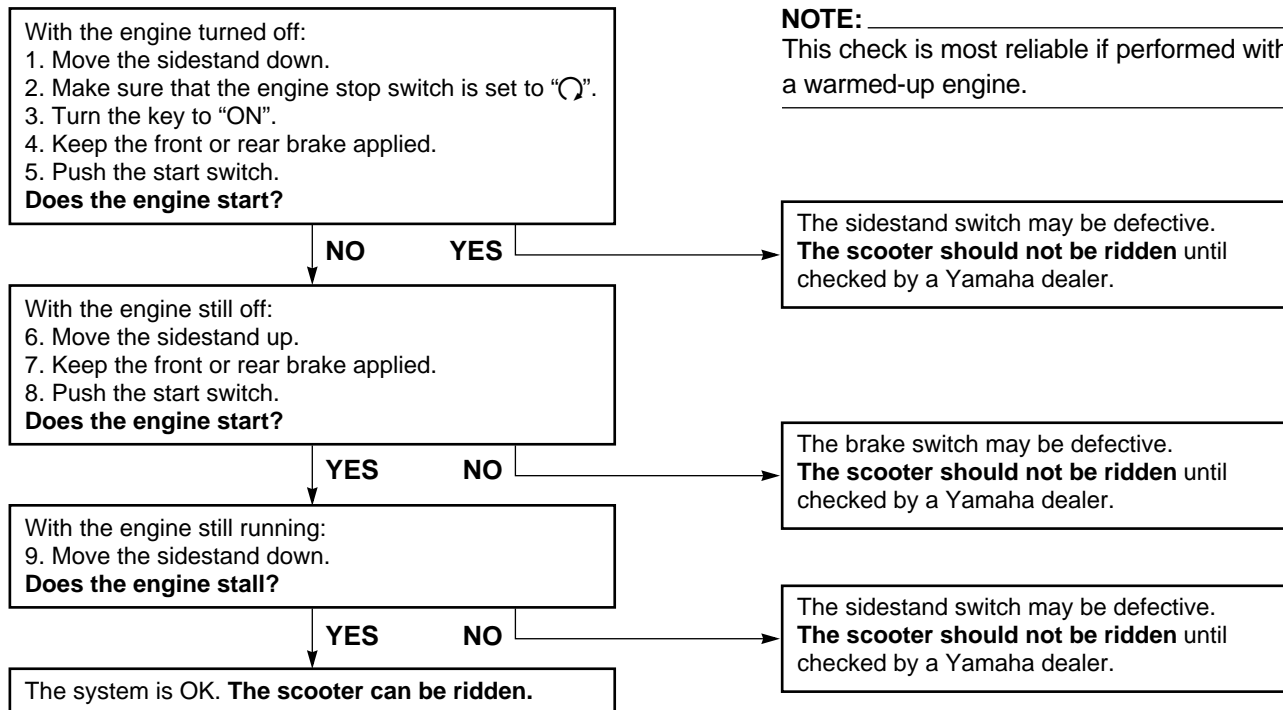 With the engine turned off:
1. Move the sidestand down.
2. Make sure that the engine stop switch is set to “”.
3. Turn the key to “ON”.
4. Keep the front or rear brake applied.
5. Push the start switch.
Does the engine start?
NOTE:
This check is most reliable if performed with
a warmed-up engine.
NO YES
The sidestand switch may be defective.
The scooter should not be ridden until
checked by a Yamaha dealer.
With the engine still off:
6. Move the sidestand up.
7. Keep the front or rear brake applied.
8. Push the start switch.
Does the engine start?
YES NO
The brake switch may be defective.
The scooter should not be ridden until
checked by a Yamaha dealer.
With the engine still running:
9. Move the sidestand down.
Does the engine stall?
YES NO
The sidestand switch may be defective.
The scooter should not be ridden until
checked by a Yamaha dealer.
The system is OK. The scooter can be ridden.